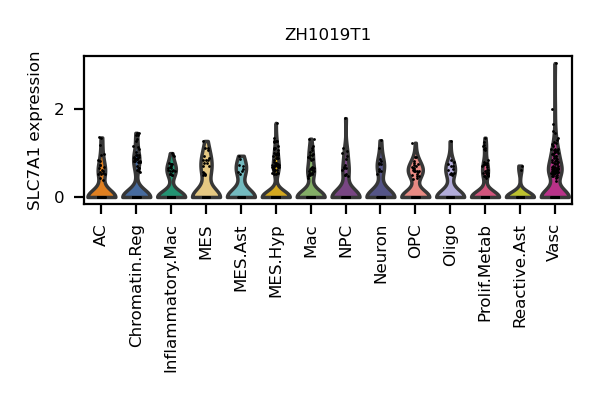 ZH1019T1
SLC7A1 expression
2
0
AC
Chromatin.Reg
Inflammatory.Mac
MES
MES.Ast
MES.Hyp
Mac
NPC
Neuron
OPC
Oligo
Prolif.Metab
Reactive.Ast
Vasc